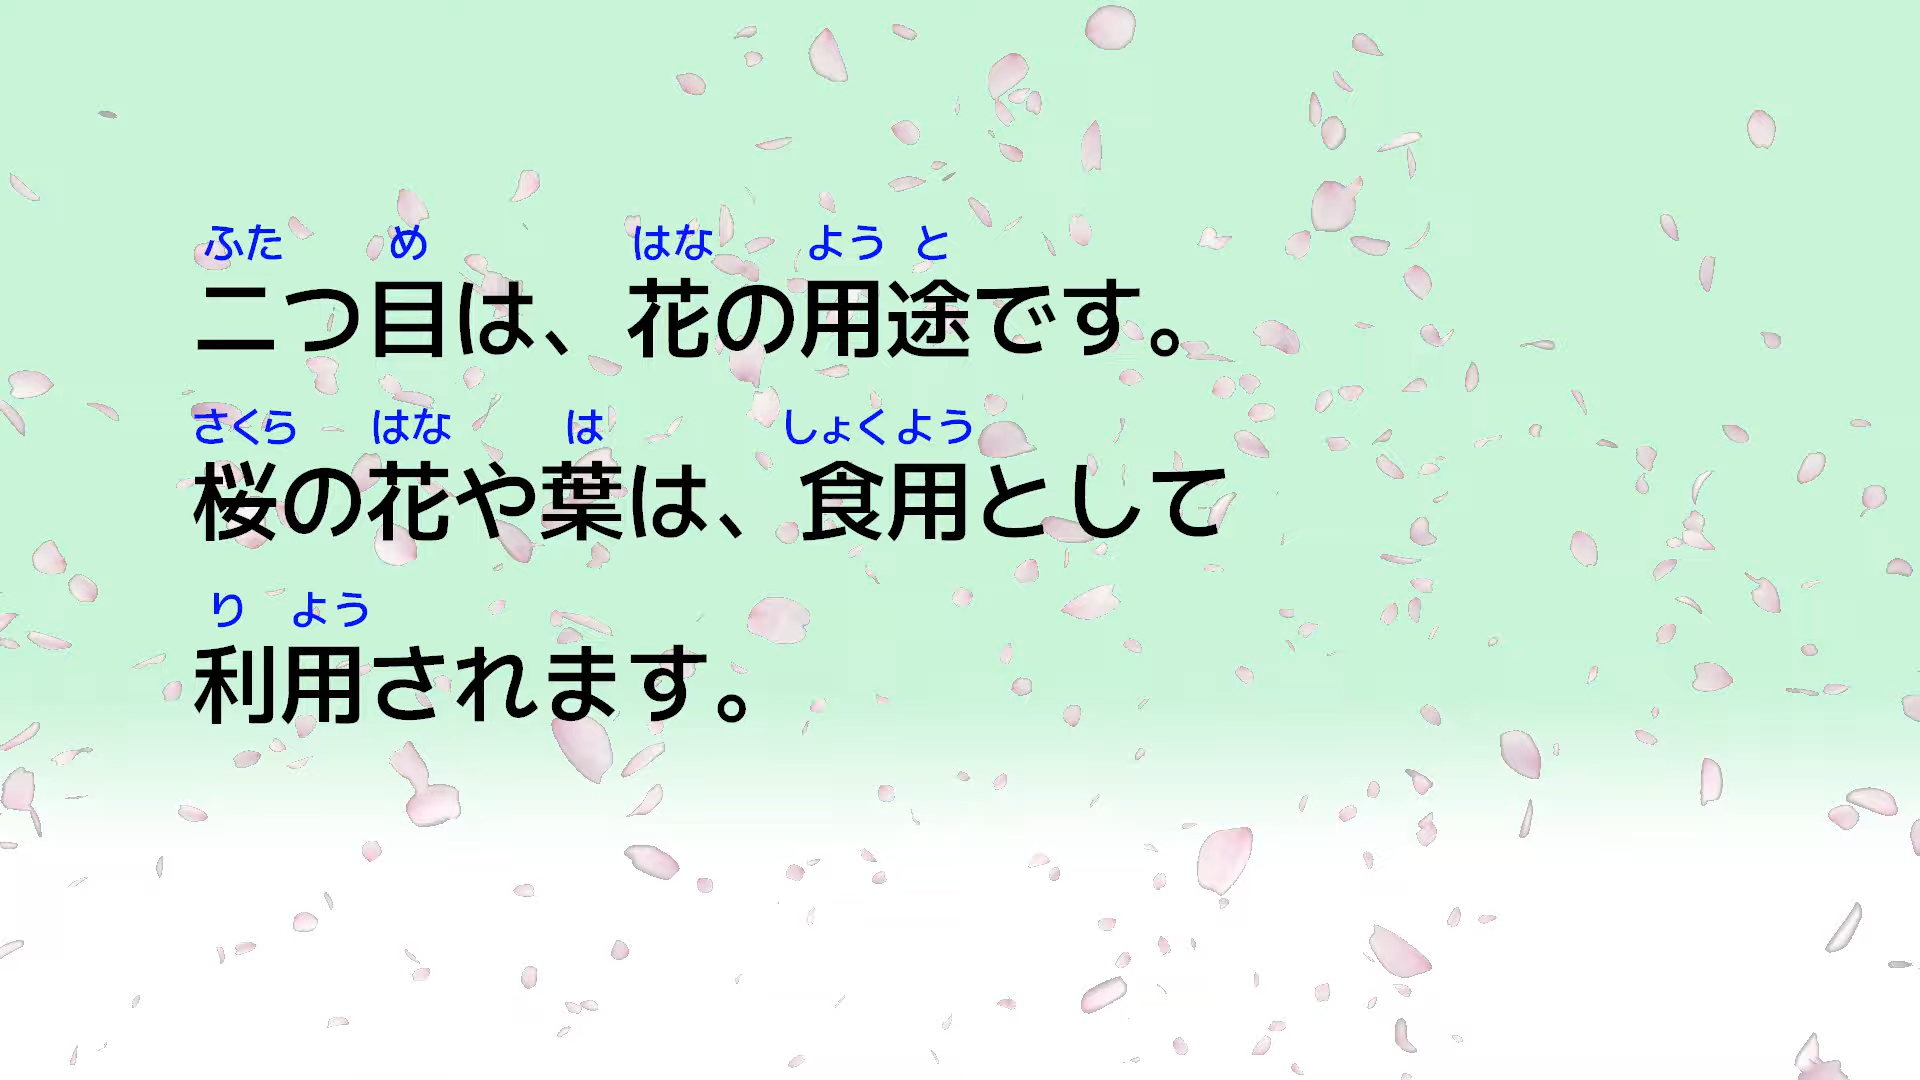 ふた め はな よう と
二つ目は、花の用途です。
さくら はな は しょくよう
桜の花や葉は、食用として
り よう
利用されます。